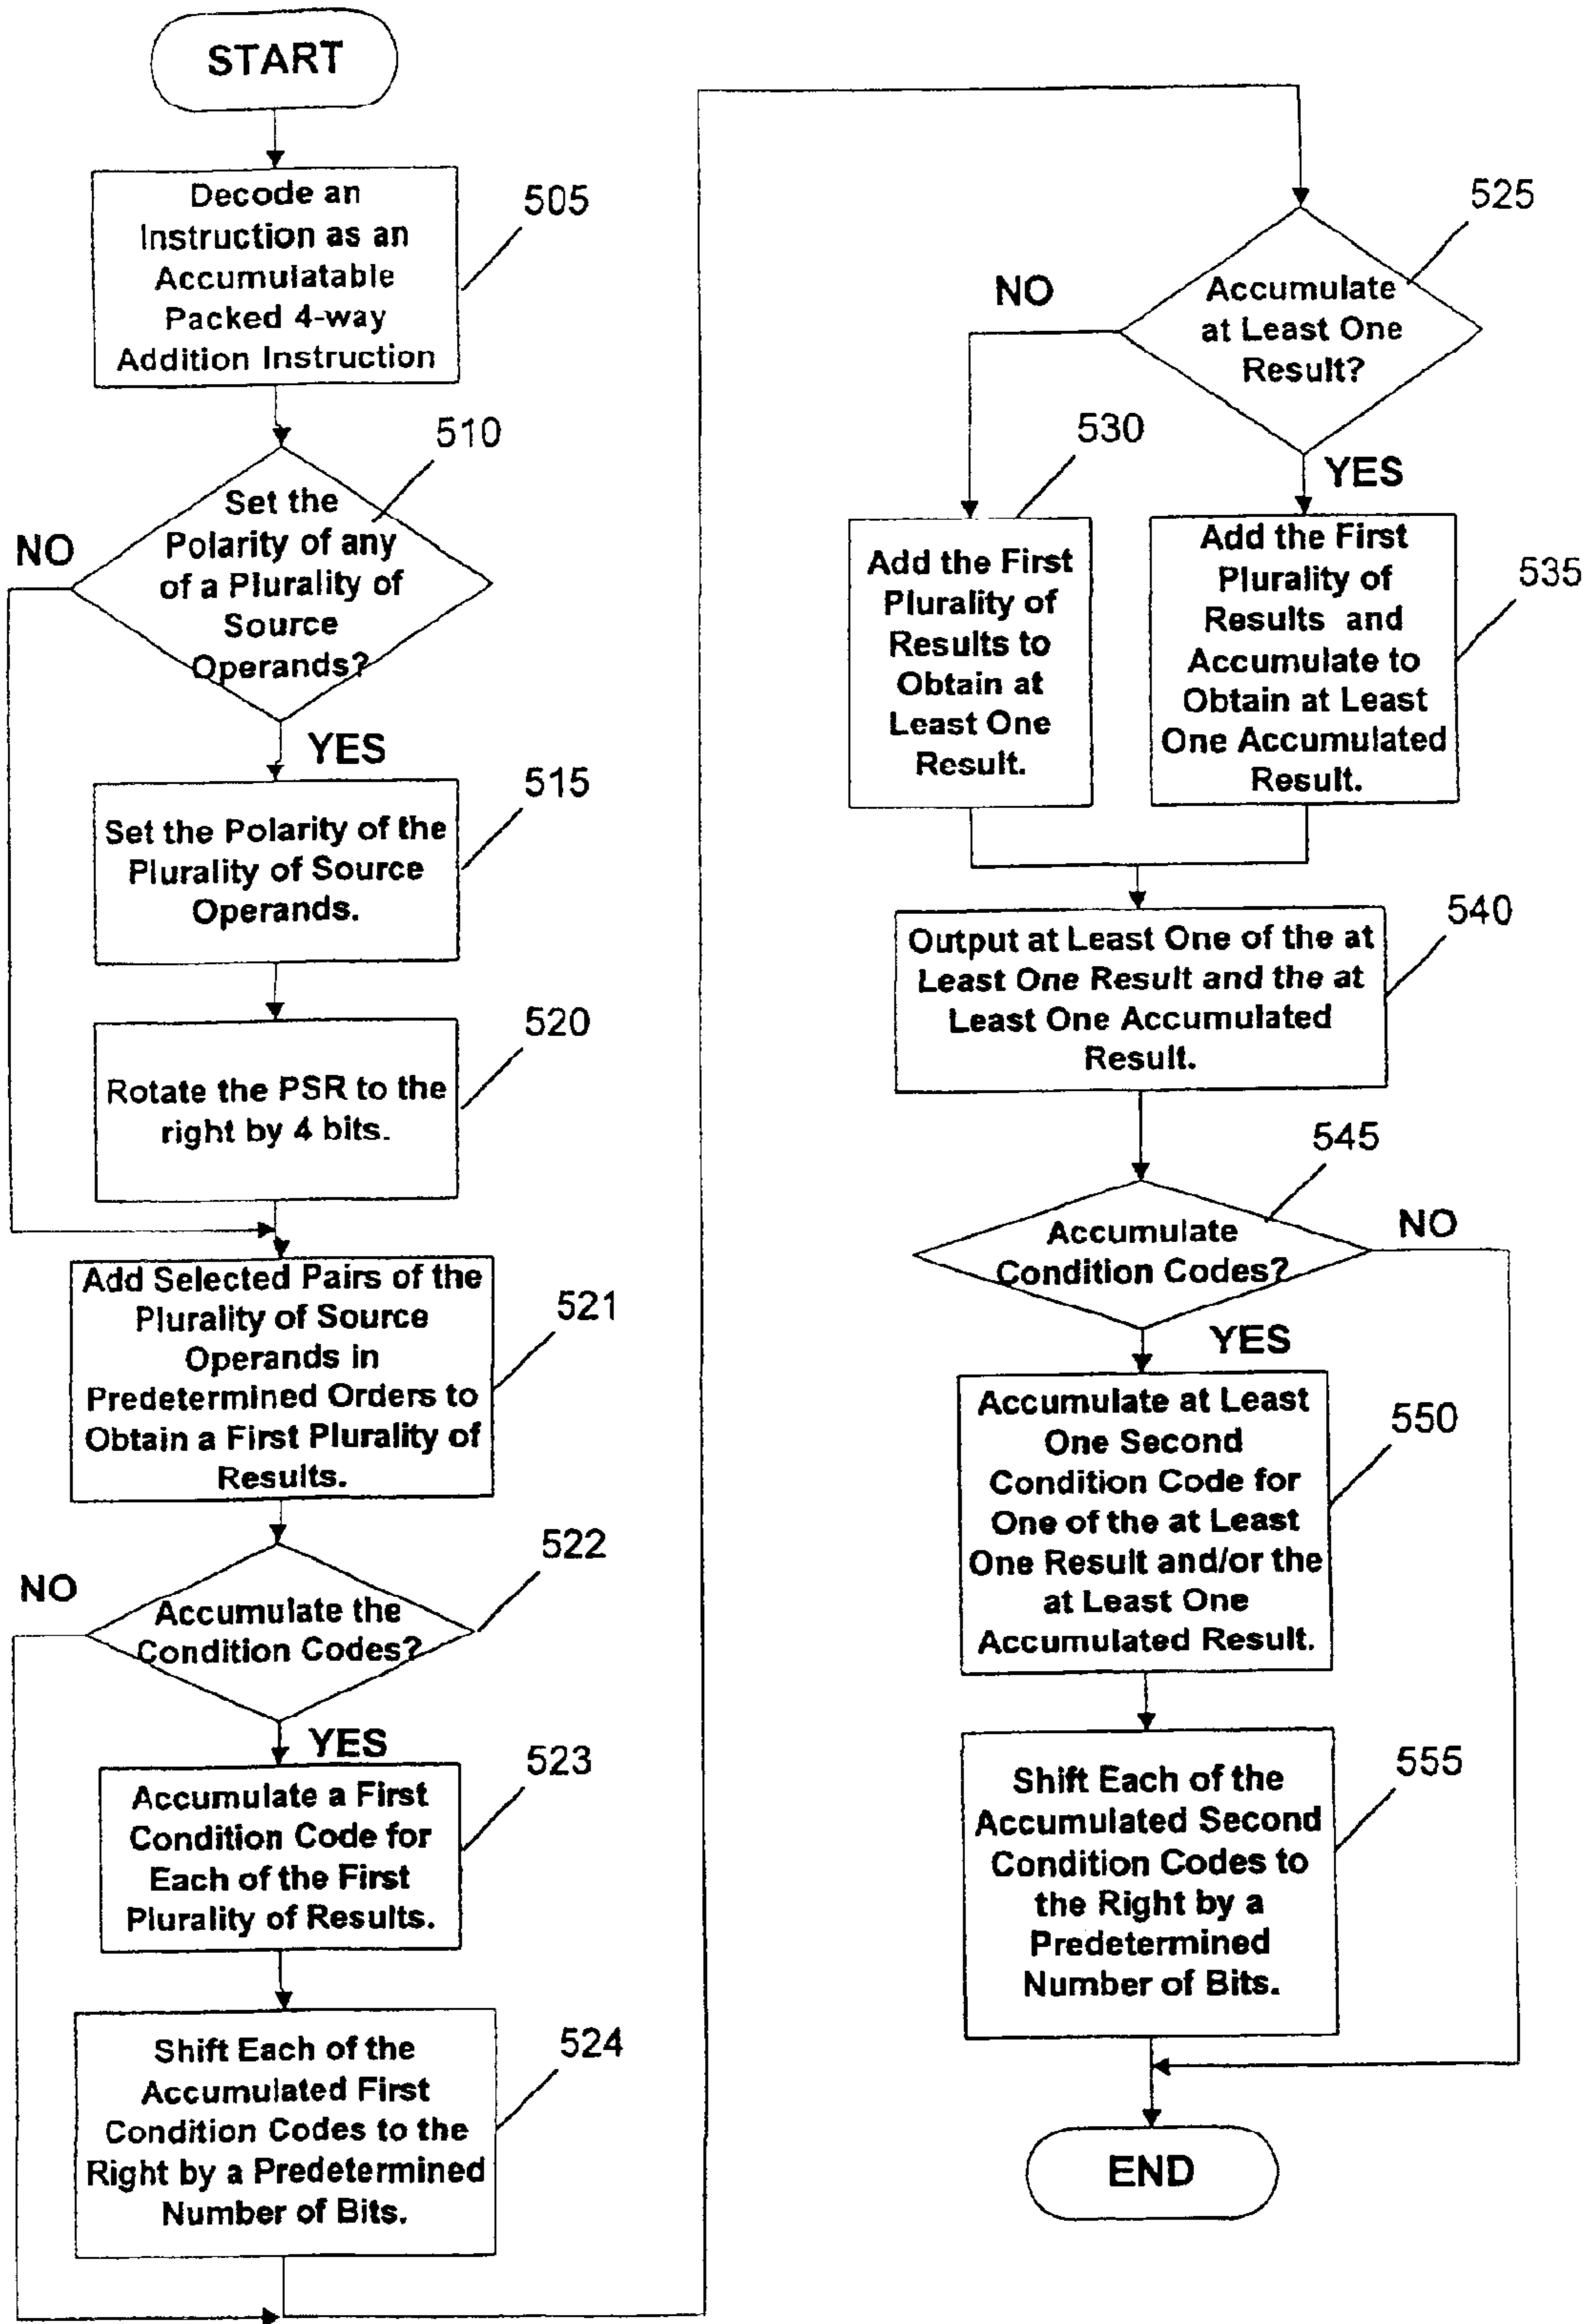 START
Decode an
Instruction as an
Accumulatable
Packed 4-way
Addition Instruction
505
510
Set the
Polarity of any
of a Plurality of
Source
Operands?
NO
YES
515
Set the Polarity of the
Plurality of Source
Operands.
520
Rotate the PSR to the
right by 4 bits.
Add Selected Pairs of the
Plurality of Source
Operands in
Predetermined Orders to
Obtain a First Plurality of
Results.
521
522
NO
Accumulate the
Condition Codes?
YES
523
Accumulate a First
Condition Code for
Each of the First
Plurality of Results.
524
Shift Each of the
Accumulated First
Condition Codes to the
Right by a Predetermined
Number of Bits.
525
NO
Accumulate
at Least One
Result?
YES
530
Add the First
Plurality of
Results to
Obtain at
Least One
Result.
535
Add the First
Plurality of
Results and
Accumulate to
Obtain at Least
One Accumulated
Result.
540
Output at Least One of the at
Least One Result and the at
Least One Accumulated
Result.
545
Accumulate
Condition Codes?
NO
YES
550
Accumulate at Least
One Second
Condition Code for
One of the at Least
One Result and/or the
at Least One
Accumulated Result.
555
Shift Each of the
Accumulated Second
Condition Codes to
the Right by a
Predetermined
Number of Bits.
END